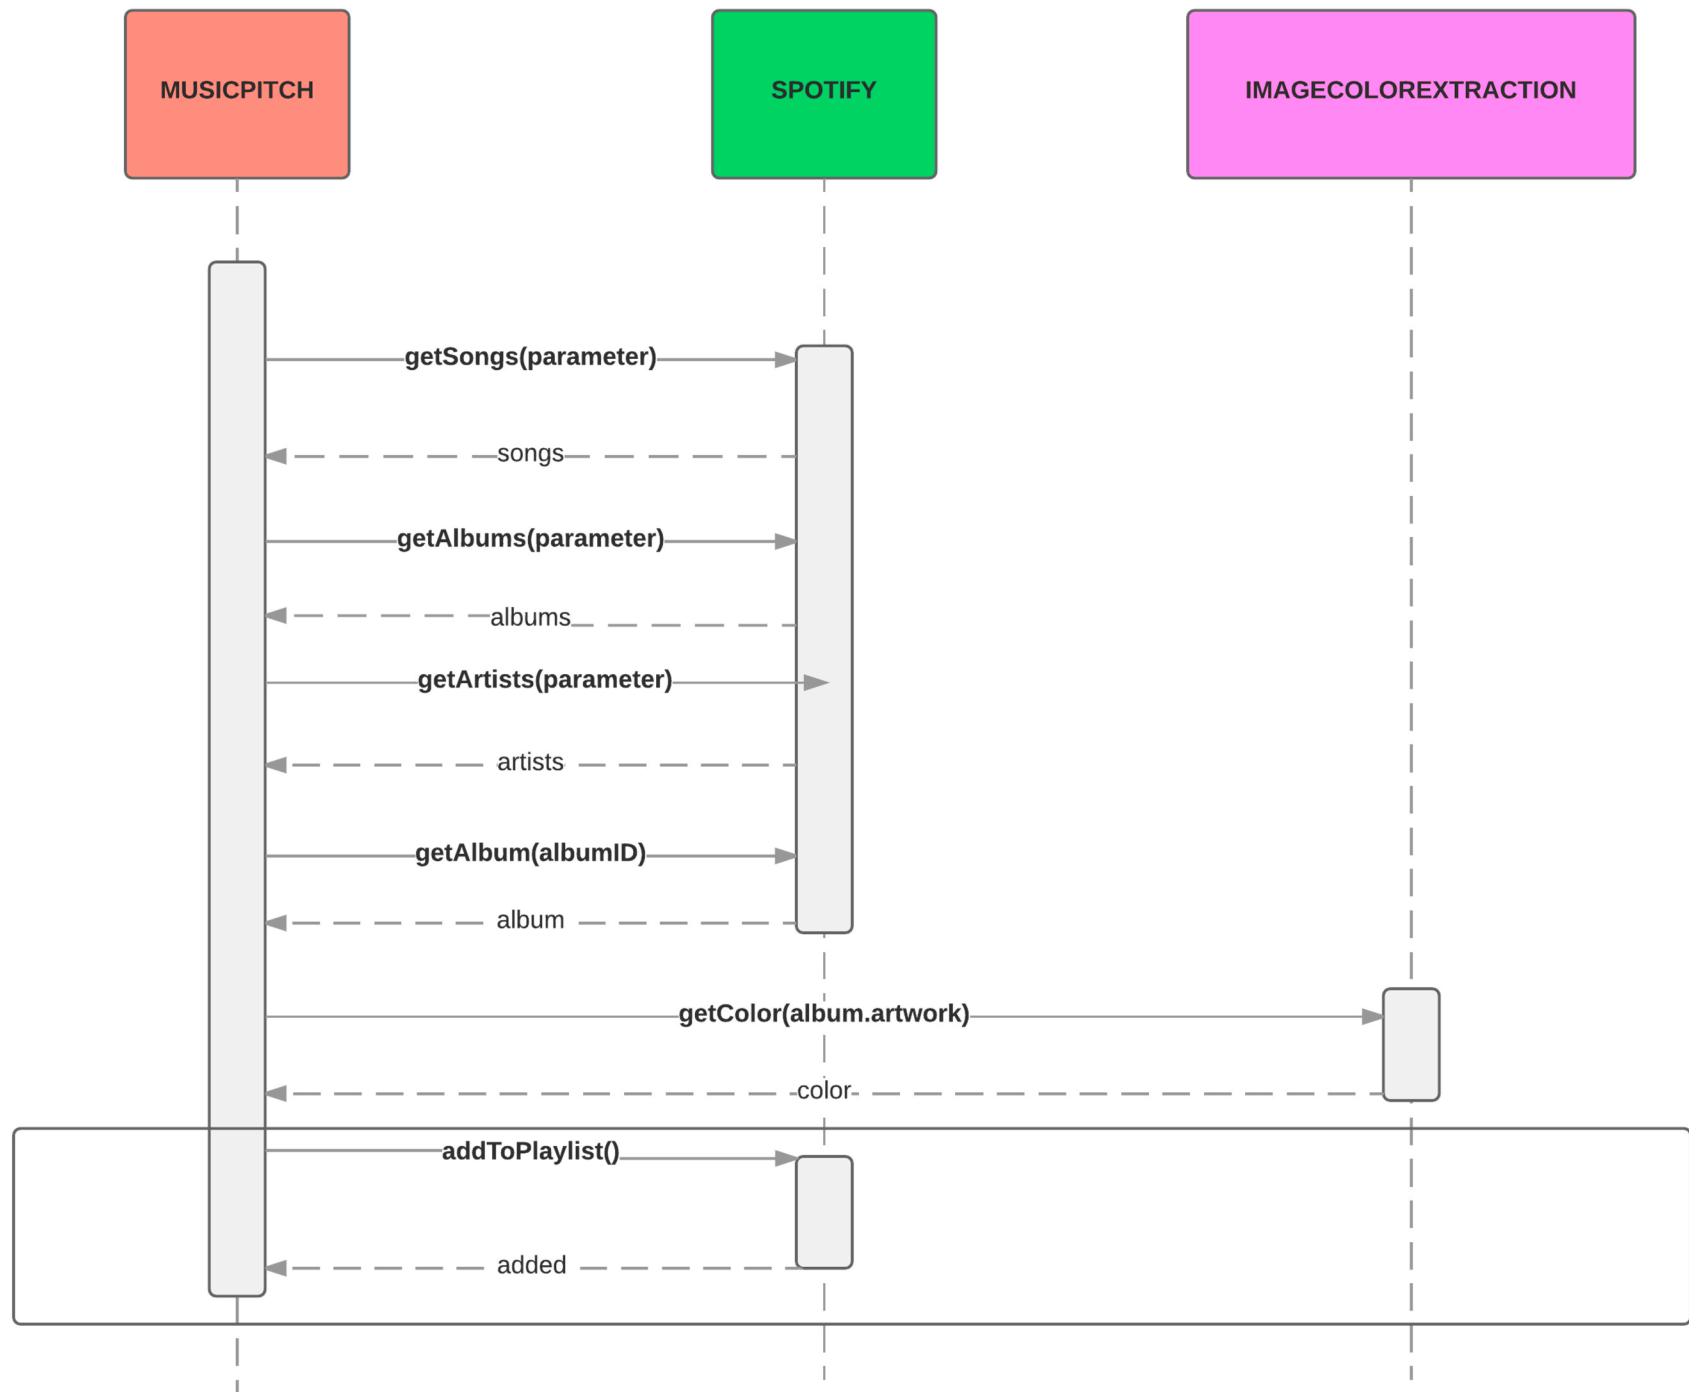 MUSICPITCH
SPOTIFY
IMAGECOLOREXTRACTION
getSongs(parameter)
songs
getAlbums(parameter)
albums
getArtists(parameter)
artists
getAlbum(albumID)
album
getColor(album.artwork)
color
addToPlaylist()
added